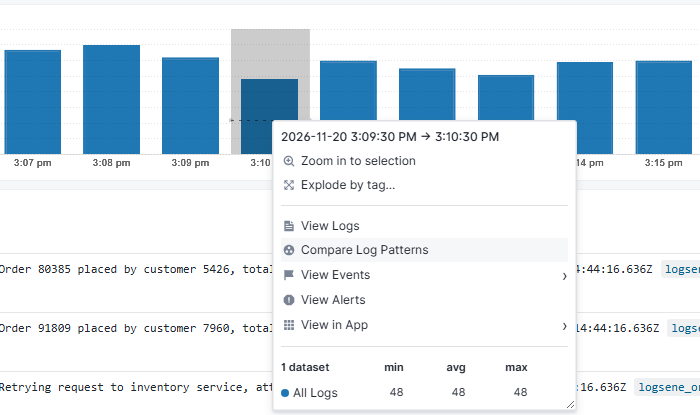 3:07 pm 3:08 pm 3:09 pm 3:10 14 pm 3:15 pm
2026-11-20 3:09:30 PM → 3:10:30 PM
Zoom in to selection
Explode by tag...
View Logs
Compare Log Patterns
Order 80385 placed by customer 5426, total 4:44:16.636Z logsen
View Events
View Alerts
View in App
Order 91809 placed by customer 7960, total 14:44:16.636Z logse
1 dataset min avg max
Retrying request to inventory service, att :16.636Z logsene_or
All Logs 48 48 48